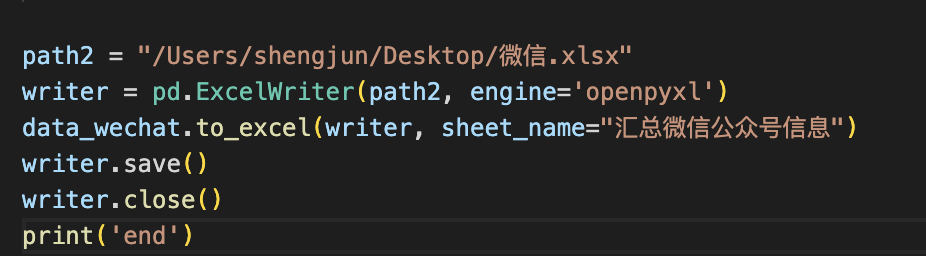 path2 = "/Users/shengjun/Desktop/微信.xlsx"
writer = pd.ExcelWriter(path2, engine='openpyxl')
data_wechat.to_excel(writer, sheet_name="汇总微信公众号信息")
writer.save()
writer.close()
print('end')